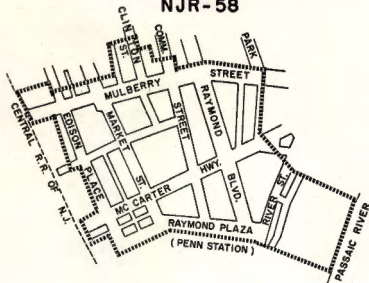 NJR-58
CLINTON ST.
COMM.
PARK
MULBERRY STREET
EDISON PLACE
MARKET ST.
STREET
RAYMOND BLVD.
CENTRAL R.R. OF N.J.
MC CARTER HWY.
RIVER ST.
RAYMOND PLAZA
(PENN STATION)
PASSAIC RIVER